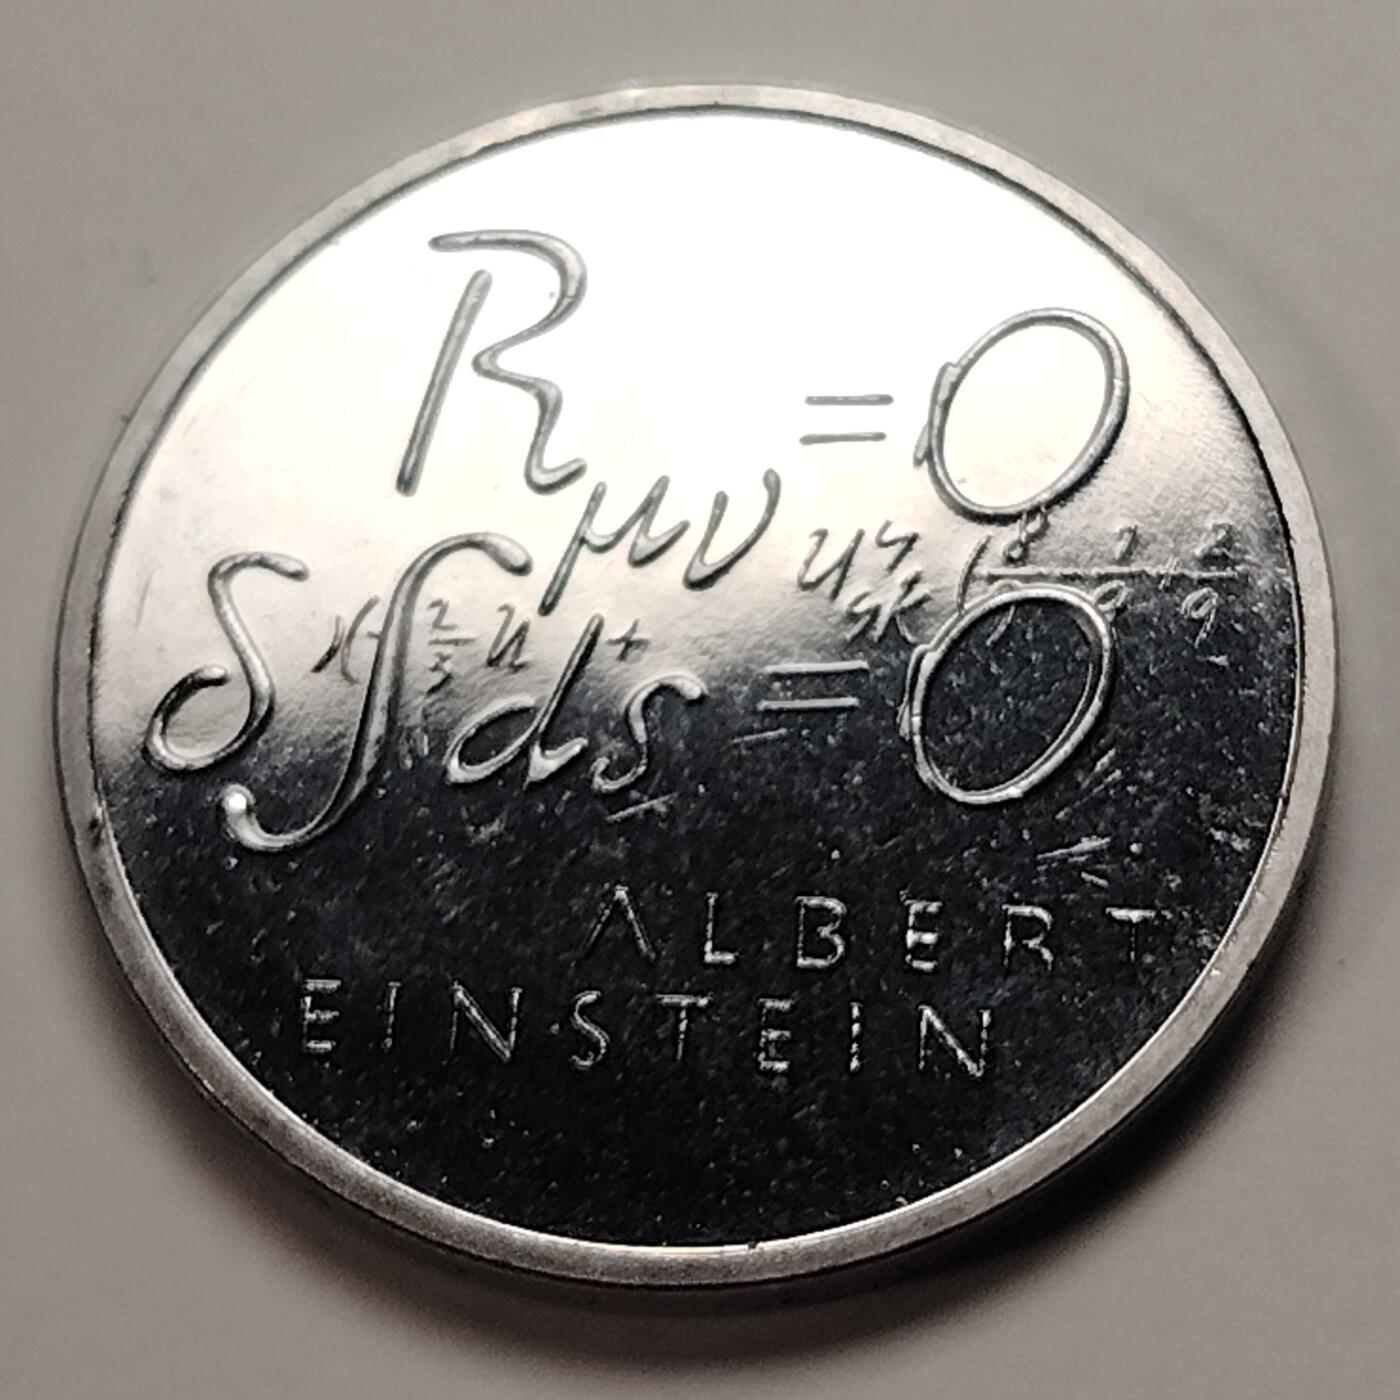 Rμν = 0
δ∫ds = 0
ALBERT
EINSTEIN